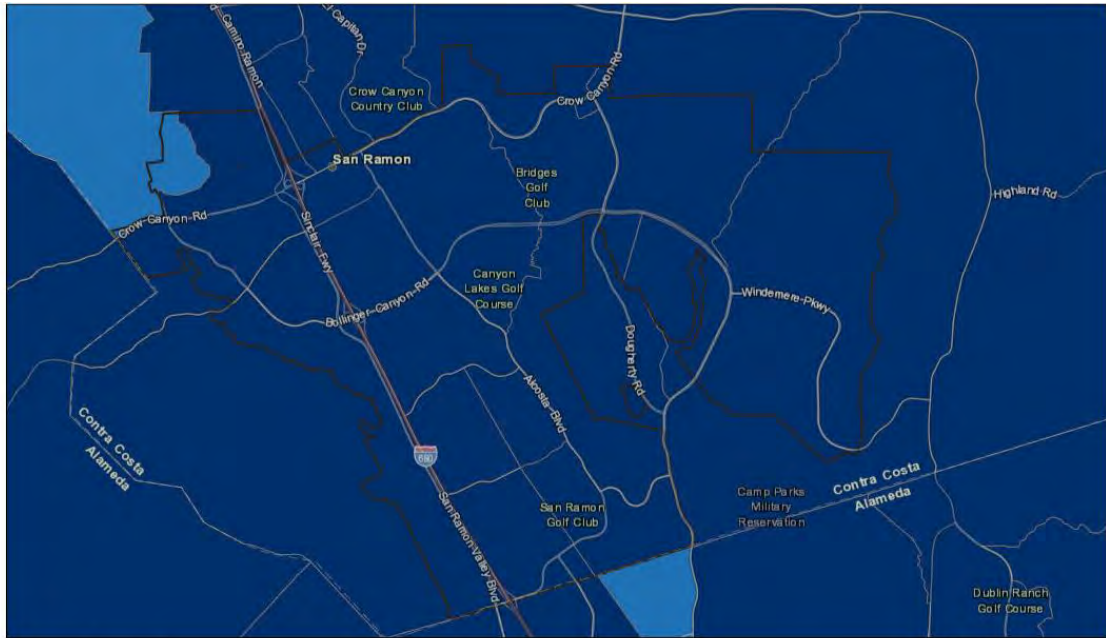 Camino Ramon
El Capitan Dr
Crow Canyon
Country Club
Crow Canyon Rd
San Ramon
Bridges
Golf
Club
Highland Rd
Crow Canyon Rd
Sinclair Fwy
Canyon
Lakes Golf
Course
Bollinger Canyon Rd
Windemere Pkwy
Dougherty Rd
Alcosta Blvd
Contra Costa
Alameda
680
Contra Costa
Alameda
Camp Parks
Military
Reservation
San Ramon
Golf Club
San Ramon Valley Blvd
Dublin Ranch
Golf Course